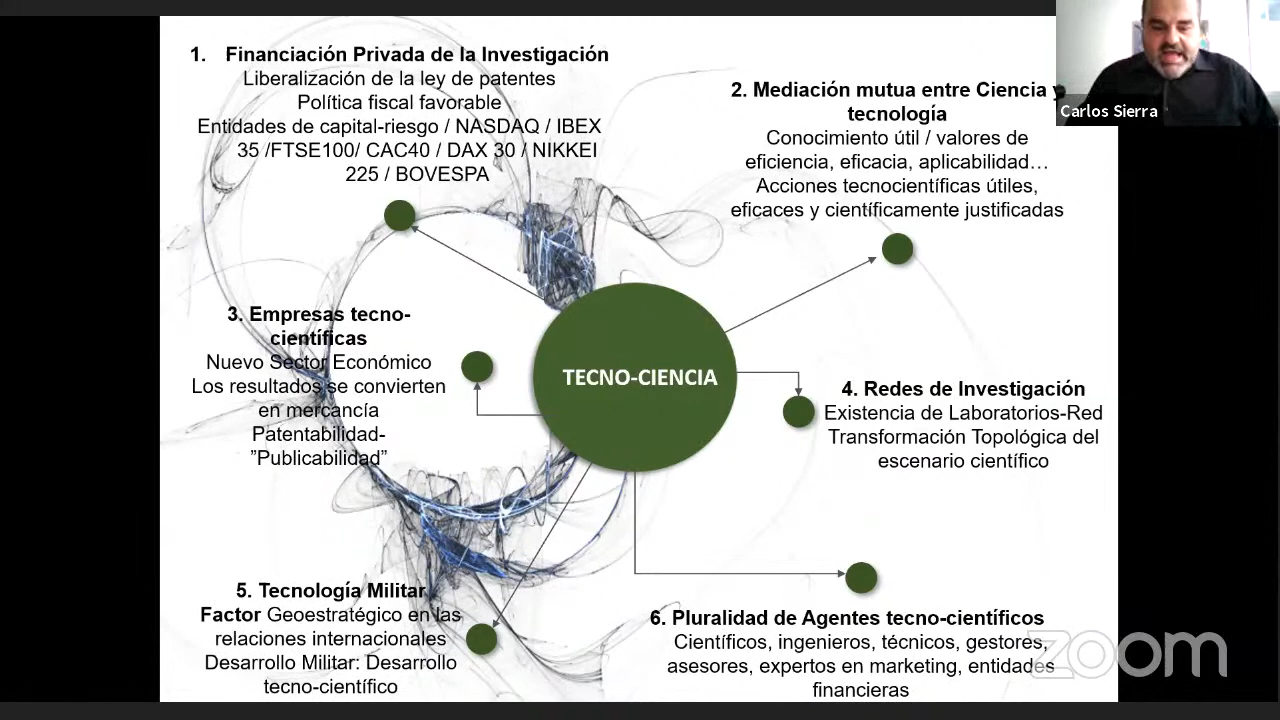 1. Financiación Privada de la Investigación
Liberalización de la ley de patentes
Política fiscal favorable
Entidades de capital-riesgo / NASDAQ / IBEX
35 /FTSE100/ CAC40 / DAX 30 / NIKKEI
225 / BOVESPA
2. Mediación mutua entre Ciencia y
tecnología
Conocimiento útil / valores de
eficiencia, eficacia, aplicabilidad…
Acciones tecnocientíficas útiles,
eficaces y científicamente justificadas
Carlos Sierra
3. Empresas tecno-
científicas
Nuevo Sector Económico
Los resultados se convierten
en mercancía
Patentabilidad-
”Publicabilidad”
TECNO-CIENCIA
4. Redes de Investigación
Existencia de Laboratorios-Red
Transformación Topológica del
escenario científico
5. Tecnología Militar
Factor Geoestratégico en las
relaciones internacionales
Desarrollo Militar: Desarrollo
tecno-científico
6. Pluralidad de Agentes tecno-científicos
Científicos, ingenieros, técnicos, gestores,
asesores, expertos en marketing, entidades
financieras
zoom